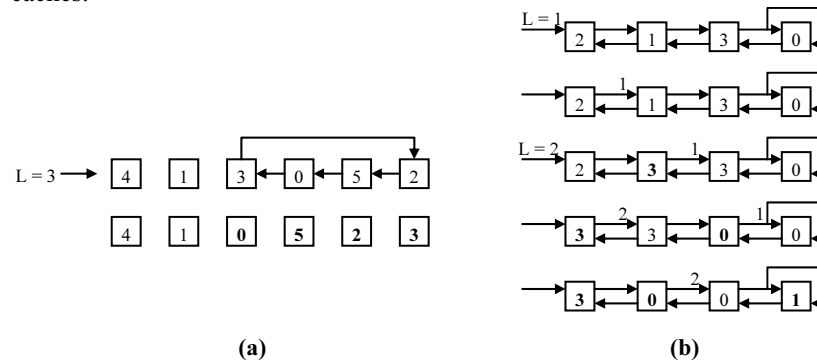 L = 3
4 1 3 0 5 2
4 1 0 5 2 3
(a)
L = 1
2 1 3 0
1
2 1 3 0
L = 2
1
2 3 3 0
2 1
3 3 0 0
2
3 0 0 1
(b)